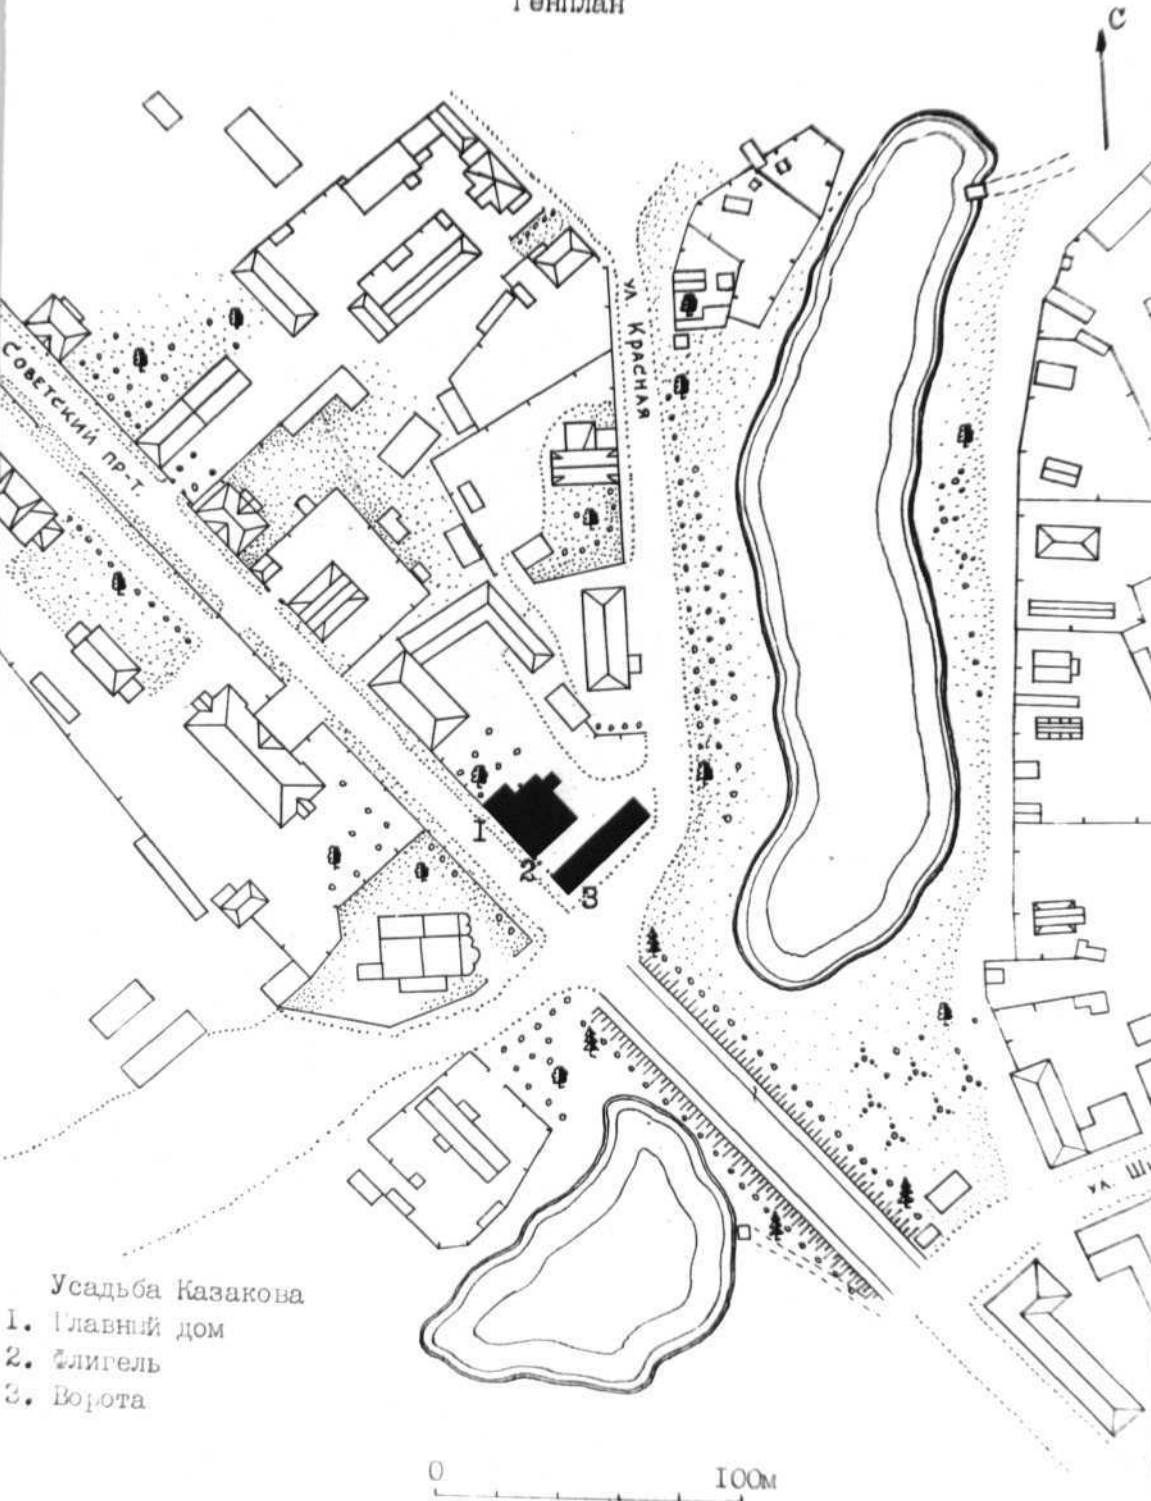 Генплан
С
ул. Красная
Советский пр-т.
1
2
3
ул.
Усадьба Казакова
1. Главный дом
2. Флигель
3. Ворота
0 100м